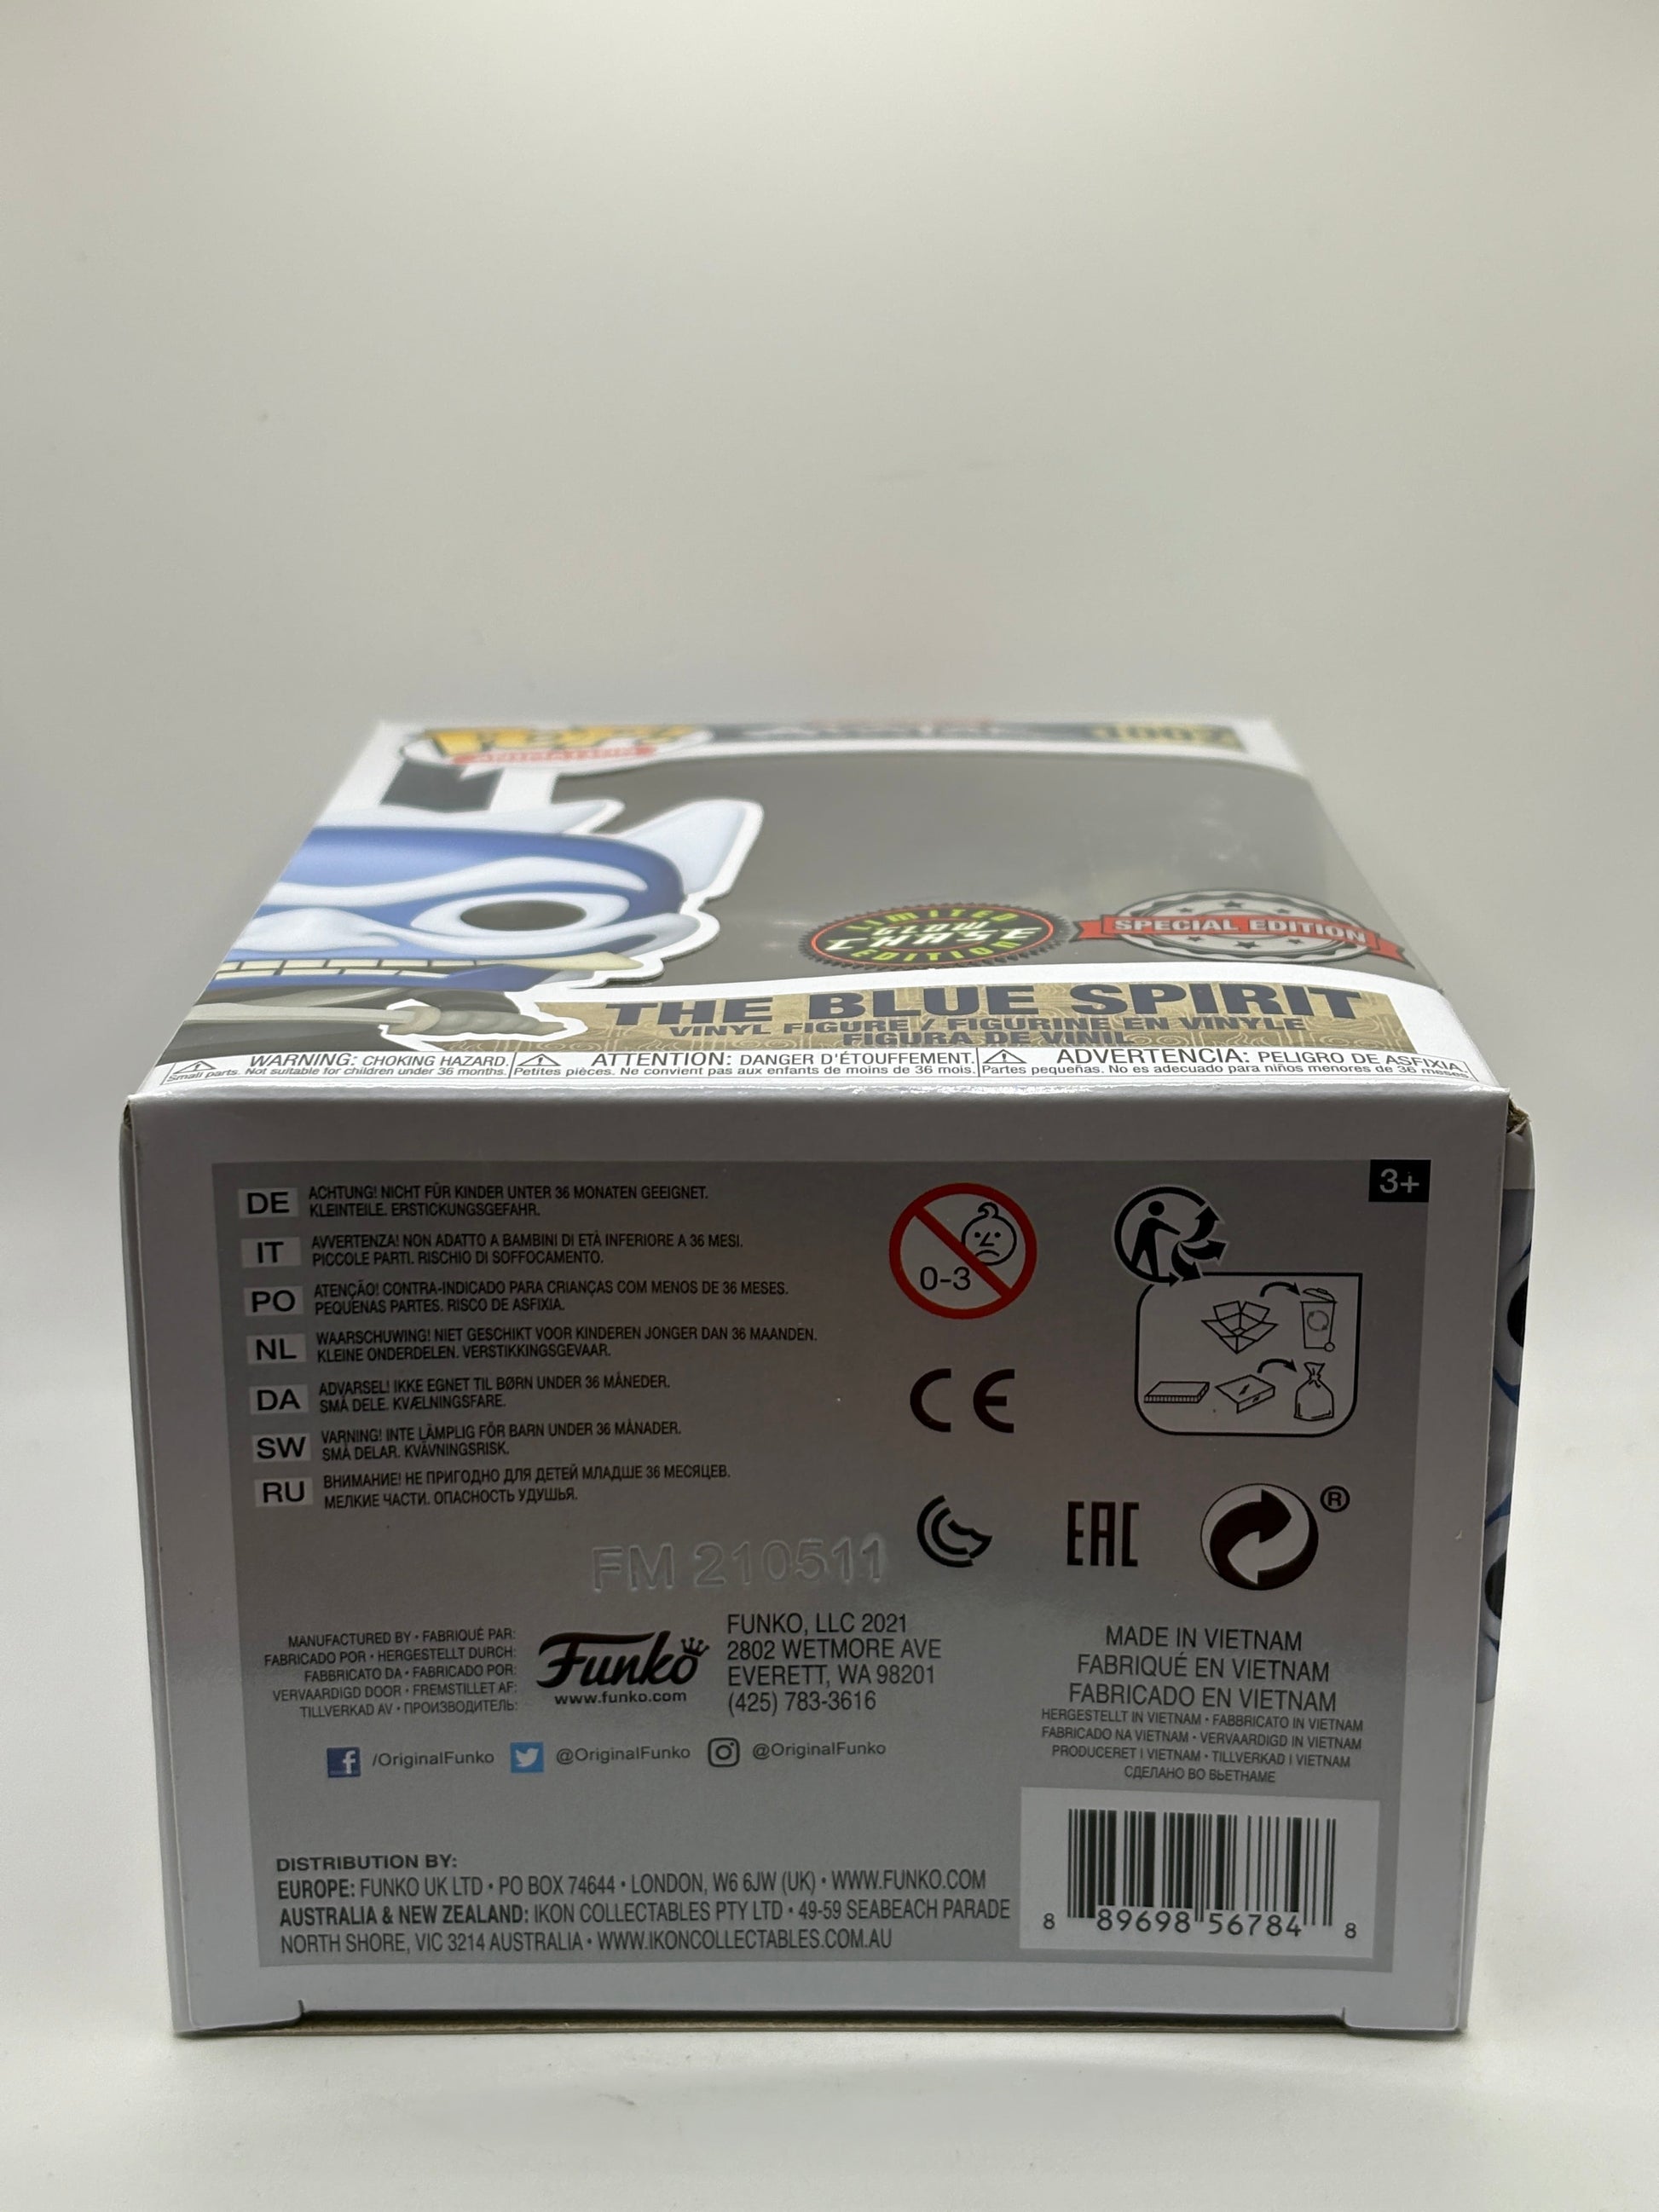 POP!
ANIMATION
1002
LIMITED
GLOW
CHASE
EDITION
SPECIAL EDITION
THE BLUE SPIRIT
VINYL FIGURE / FIGURINE EN VINYLE
FIGURA DE VINIL
WARNING: CHOKING HAZARD.
Small parts. Not suitable for children under 36 months.
ATTENTION: DANGER D'ÉTOUFFEMENT.
Petites pièces. Ne convient pas aux enfants de moins de 36 mois.
ADVERTENCIA: PELIGRO DE ASFIXIA.
Partes pequeñas. No es adecuado para niños menores de 36 meses
3+
DE ACHTUNG! NICHT FÜR KINDER UNTER 36 MONATEN GEEIGNET.
KLEINTEILE. ERSTICKUNGSGEFAHR.
IT AVVERTENZA! NON ADATTO A BAMBINI DI ETÀ INFERIORE A 36 MESI.
PICCOLE PARTI. RISCHIO DI SOFFOCAMENTO.
PO ATENÇÃO! CONTRA-INDICADO PARA CRIANÇAS COM MENOS DE 36 MESES.
PEQUENAS PARTES. RISCO DE ASFIXIA.
NL WAARSCHUWING! NIET GESCHIKT VOOR KINDEREN JONGER DAN 36 MAANDEN.
KLEINE ONDERDELEN. VERSTIKKINGSGEVAAR.
DA ADVARSEL! IKKE EGNET TIL BØRN UNDER 36 MÅNEDER.
SMÅ DELE. KVÆLNINGSFARE.
SW VARNING! INTE LÄMPLIG FÖR BARN UNDER 36 MÅNADER.
SMÅ DELAR. KVÄVNINGSRISK.
RU ВНИМАНИЕ! НЕ ПРИГОДНО ДЛЯ ДЕТЕЙ МЛАДШЕ 36 МЕСЯЦЕВ.
МЕЛКИЕ ЧАСТИ. ОПАСНОСТЬ УДУШЬЯ.
0-3
CE
EAC
®
FM 210511
MANUFACTURED BY • FABRIQUÉ PAR:
FABRICADO POR • HERGESTELLT DURCH:
FABBRICATO DA • FABRICADO POR:
VERVAARDIGD DOOR • FREMSTILLET AF:
TILLVERKAD AV • ПРОИЗВОДИТЕЛЬ:
Funko
www.funko.com
FUNKO, LLC 2021
2802 WETMORE AVE
EVERETT, WA 98201
(425) 783-3616
/OriginalFunko @OriginalFunko @OriginalFunko
MADE IN VIETNAM
FABRIQUÉ EN VIETNAM
FABRICADO EN VIETNAM
HERGESTELLT IN VIETNAM • FABBRICATO IN VIETNAM
FABRICADO NA VIETNAM • VERVAARDIGD IN VIETNAM
PRODUCERET I VIETNAM • TILLVERKAD I VIETNAM
СДЕЛАНО ВО ВЬЕТНАМЕ
DISTRIBUTION BY:
EUROPE: FUNKO UK LTD • PO BOX 74644 • LONDON, W6 6JW (UK) • WWW.FUNKO.COM
AUSTRALIA & NEW ZEALAND: IKON COLLECTABLES PTY LTD • 49-59 SEABEACH PARADE
NORTH SHORE, VIC 3214 AUSTRALIA • WWW.IKONCOLLECTABLES.COM.AU
8 89698 56784 8